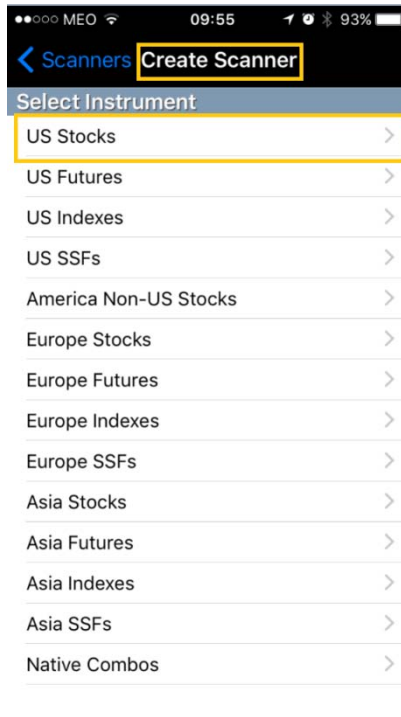 ●●○○○ MEO 09:55 93%
Scanners Create Scanner
Select Instrument
US Stocks
US Futures
US Indexes
US SSFs
America Non-US Stocks
Europe Stocks
Europe Futures
Europe Indexes
Europe SSFs
Asia Stocks
Asia Futures
Asia Indexes
Asia SSFs
Native Combos